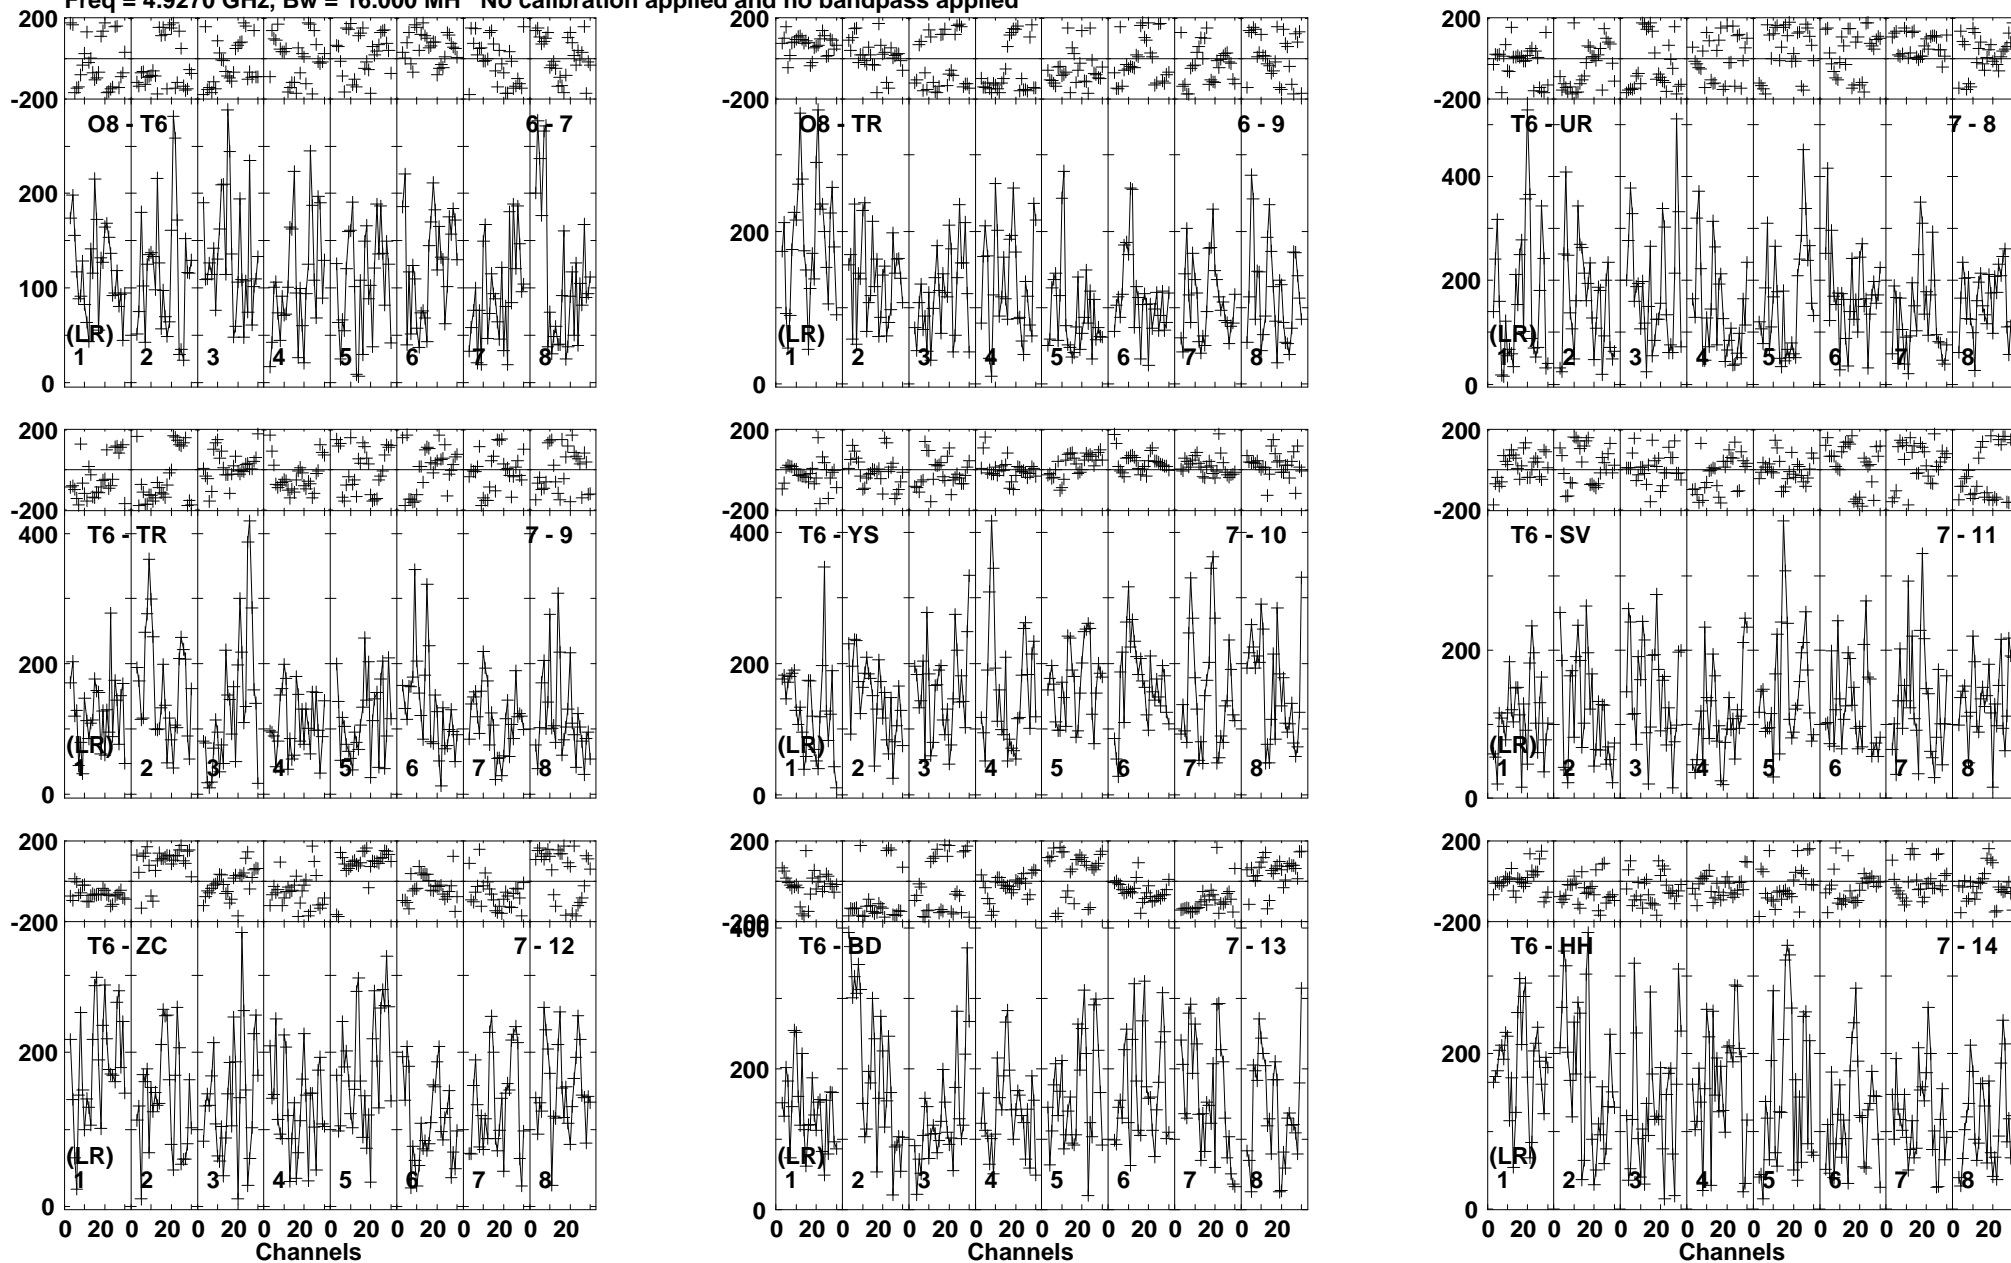 Freq = 4.9270 GHz, Bw = 16.000 MH No calibration applied and no bandpass applied
200
-200
O8 - T6
6 - 7
200
100
0
(LR)
1 2 3 4 5 6 7 8
200
-200
O8 - TR
6 - 9
200
0
(LR)
1 2 3 4 5 6 7 8
200
-200
T6 - UR
7 - 8
400
200
0
(LR)
1 2 3 4 5 6 7 8
200
-200
T6 - TR
7 - 9
400
200
0
(LR)
1 2 3 4 5 6 7 8
200
-200
T6 - YS
7 - 10
400
200
0
(LR)
1 2 3 4 5 6 7 8
200
-200
T6 - SV
7 - 11
200
0
(LR)
1 2 3 4 5 6 7 8
200
-200
T6 - ZC
7 - 12
200
0
(LR)
1 2 3 4 5 6 7 8
0 20 0 20 0 20 0 20 0 20 0 20 0 20 0 20
Channels
200
-200
400
T6 - BD
7 - 13
200
0
(LR)
1 2 3 4 5 6 7 8
0 20 0 20 0 20 0 20 0 20 0 20 0 20 0 20
Channels
200
-200
T6 - HH
7 - 14
200
0
(LR)
1 2 3 4 5 6 7 8
0 20 0 20 0 20 0 20 0 20 0 20 0 20 0 20
Channels